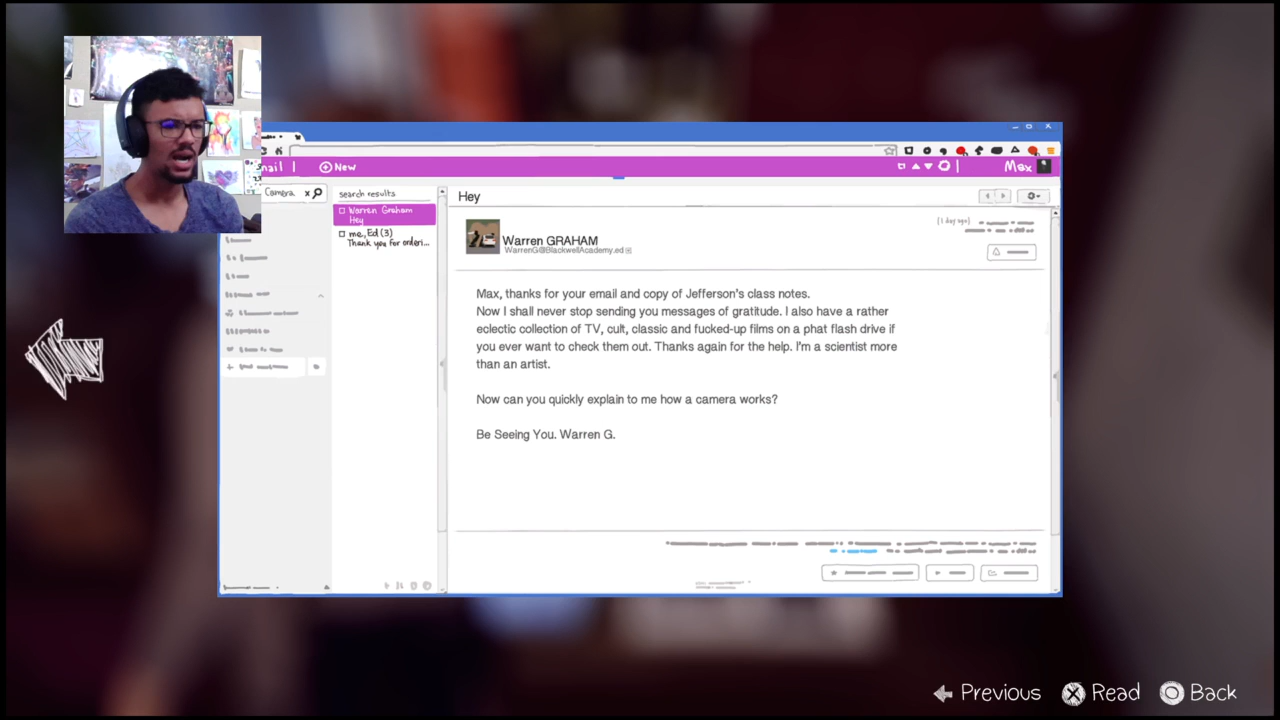 + New
Max
Camera x
search results
Hey
Warren Graham
Hey
me, Ed (3)
Thank you for orderi...
[1 day ago]
Warren GRAHAM
WarrenG@BlackwellAcademy.ed
Max, thanks for your email and copy of Jefferson's class notes.
Now I shall never stop sending you messages of gratitude. I also have a rather
eclectic collection of TV, cult, classic and fucked-up films on a phat flash drive if
you ever want to check them out. Thanks again for the help. I'm a scientist more
than an artist.
Now can you quickly explain to me how a camera works?
Be Seeing You. Warren G.
Previous
Read
Back